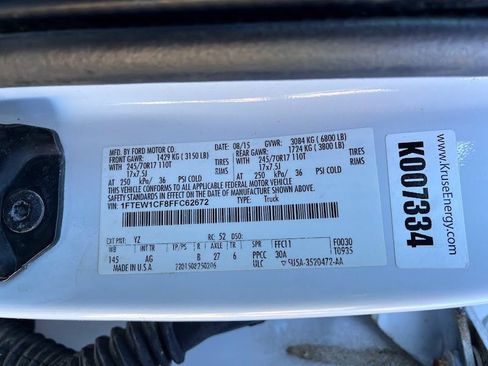 MFD. BY FORD MOTOR CO.
DATE: 08/15 GVWR: 3084 KG ( 6800 LB)
FRONT GAWR: 1429 KG ( 3150 LB) REAR GAWR: 1724 KG ( 3800 LB)
245/70R17 110T TIRES 245/70R17 110T TIRES
17x7.5J RIMS 17x7.5J RIMS
AT 250 kPa/ 36 PSI COLD AT 250 kPa/ 36 PSI COLD
THIS VEHICLE CONFORMS TO ALL APPLICABLE FEDERAL MOTOR VEHICLE
SAFETY STANDARDS IN EFFECT ON THE DATE OF MANUFACTURE SHOWN ABOVE.
VIN: 1FTEW1CF8FFC62672
TYPE: Truck
EXT PNT: YZ RC: 52 DSO:
WB INT TR TP/PS R AXLE TR SPR FFC11 F0030
145 AG B 27 6 PPCC 30A T0935
MADE IN U.S.A. ULC
5U5A-3520472-AA
www.KruseEnergy.com
K007334